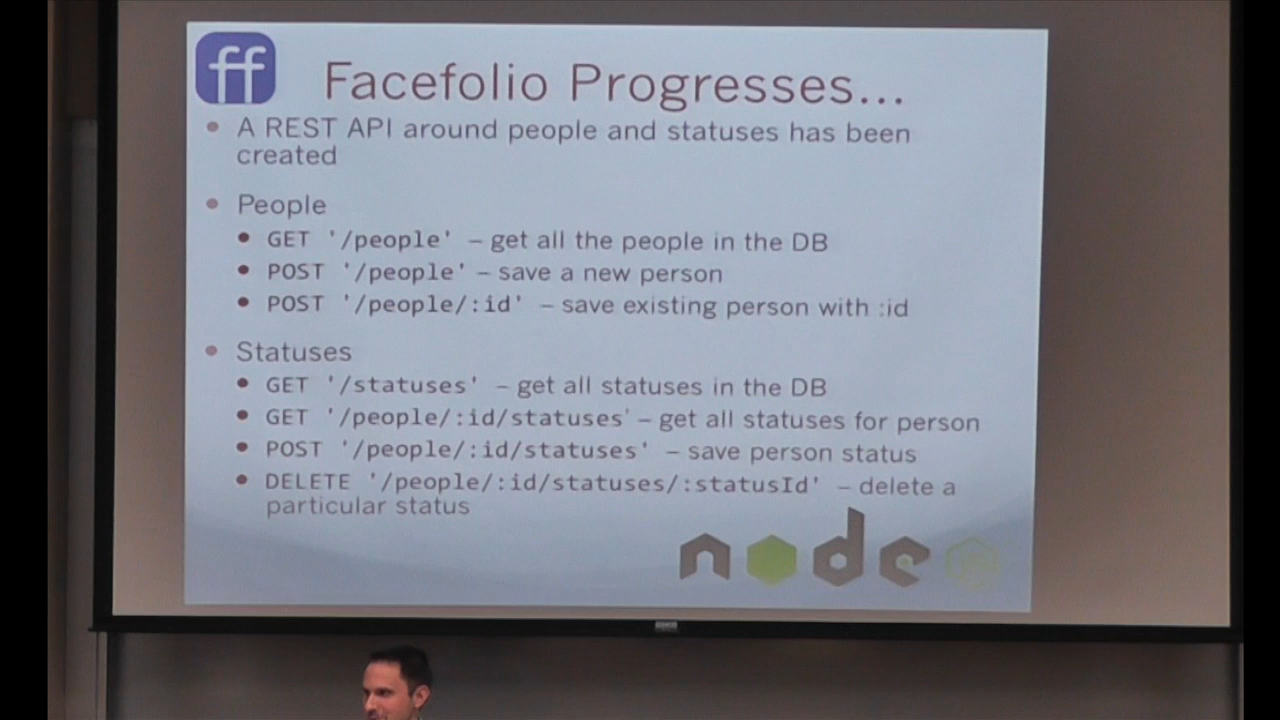 ff
Facefolio Progresses...
• A REST API around people and statuses has been
created
• People
• GET '/people' – get all the people in the DB
• POST '/people' – save a new person
• POST '/people/:id' – save existing person with :id
• Statuses
• GET '/statuses' – get all statuses in the DB
• GET '/people/:id/statuses' – get all statuses for person
• POST '/people/:id/statuses' – save person status
• DELETE '/people/:id/statuses/:statusId' – delete a
particular status
node